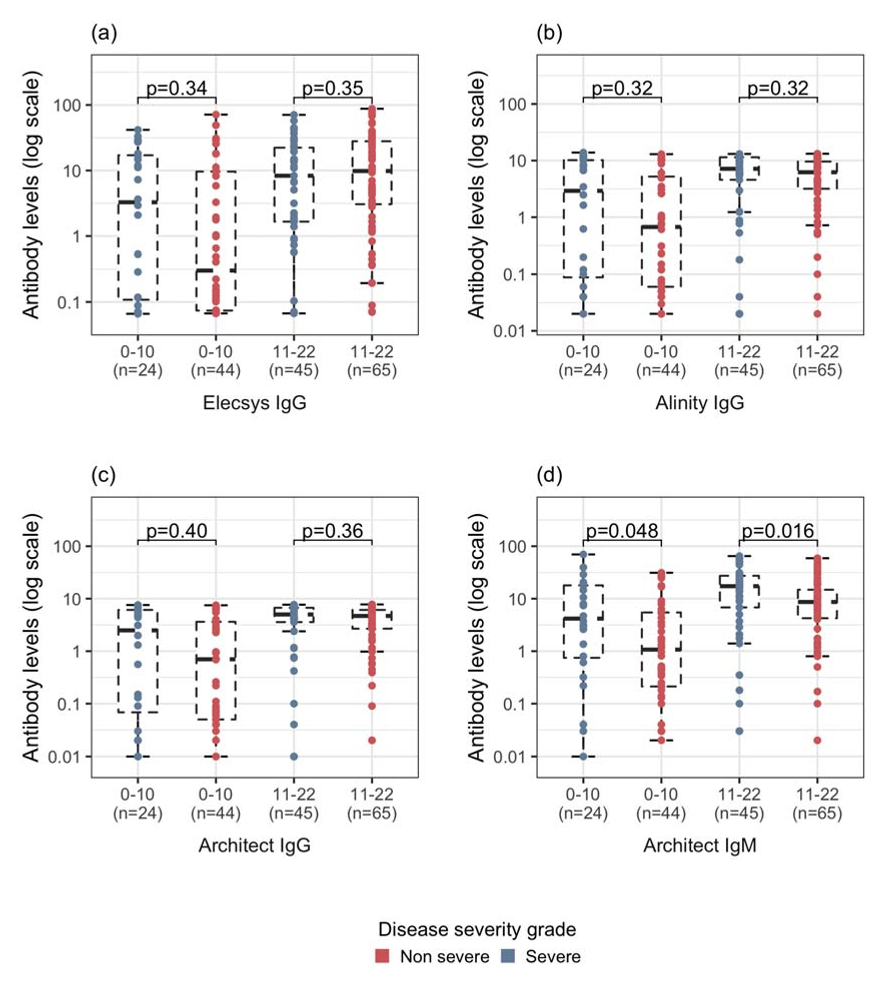 (a)
p=0.34
p=0.35
100
10
1
0.1
Antibody levels (log scale)
0-10
(n=24)
0-10
(n=44)
11-22
(n=45)
11-22
(n=65)
Elecsys IgG
(b)
p=0.32
p=0.32
100
10
1
0.1
0.01
Antibody levels (log scale)
0-10
(n=24)
0-10
(n=44)
11-22
(n=45)
11-22
(n=65)
Alinity IgG
(c)
p=0.40
p=0.36
100
10
1
0.1
0.01
Antibody levels (log scale)
0-10
(n=24)
0-10
(n=44)
11-22
(n=45)
11-22
(n=65)
Architect IgG
(d)
p=0.048
p=0.016
100
10
1
0.1
0.01
Antibody levels (log scale)
0-10
(n=24)
0-10
(n=44)
11-22
(n=45)
11-22
(n=65)
Architect IgM
Disease severity grade
Non severe
Severe